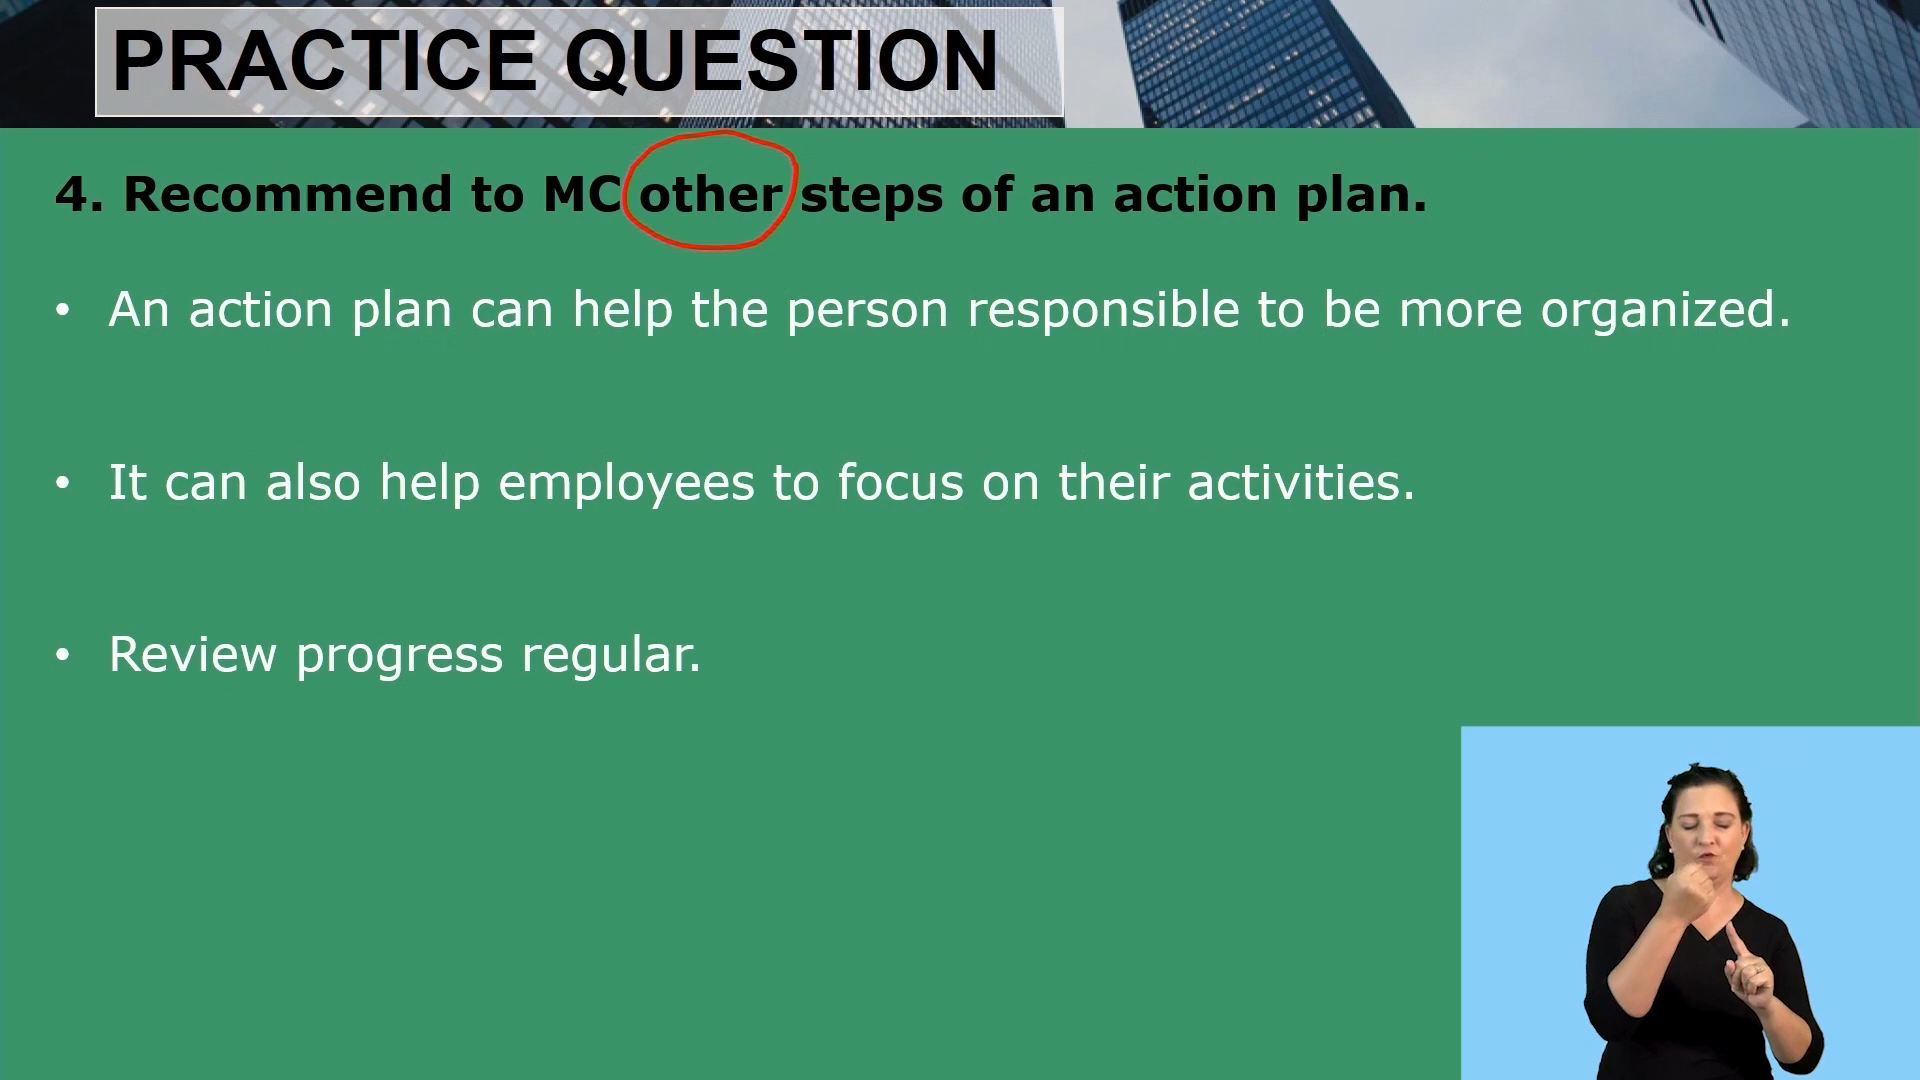 PRACTICE QUESTION
4. Recommend to MC other steps of an action plan.
• An action plan can help the person responsible to be more organized.
• It can also help employees to focus on their activities.
• Review progress regular.